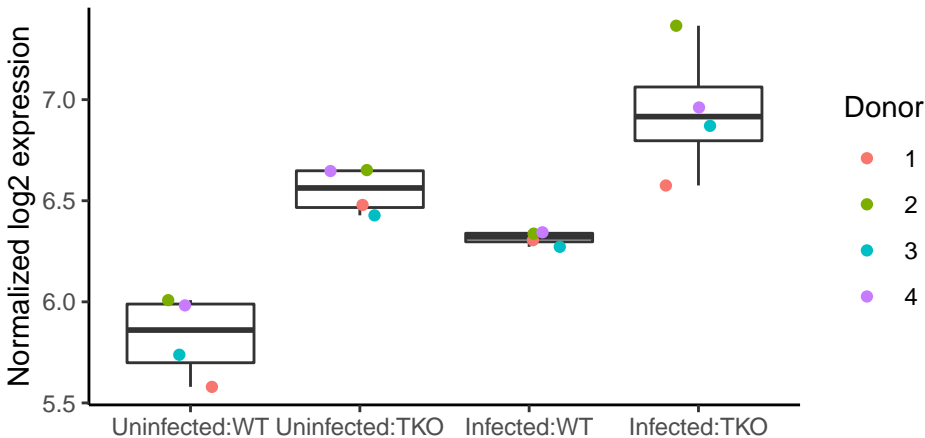 Normalized log2 expression
7.0
6.5
6.0
5.5
Uninfected:WT
Uninfected:TKO
Infected:WT
Infected:TKO
Donor
1
2
3
4